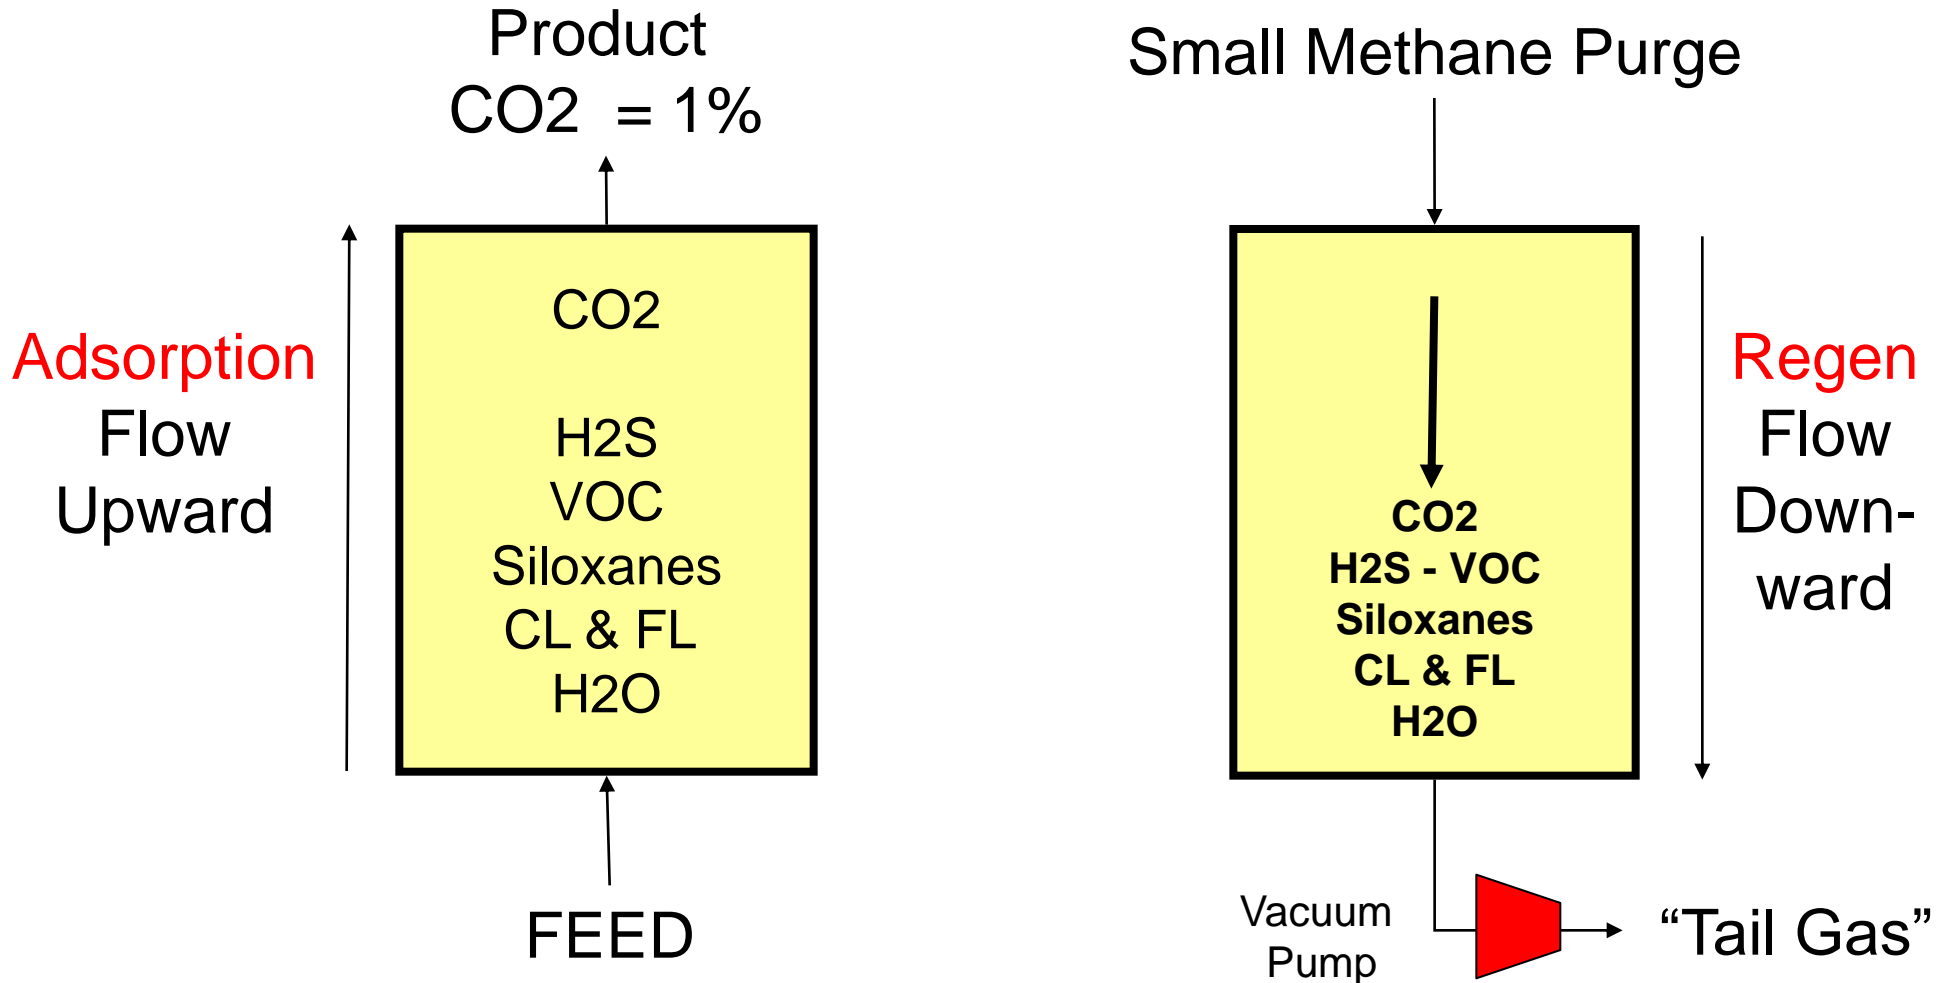 Product
CO2 = 1%
Small Methane Purge
Adsorption
Flow
Upward
CO2
H2S
VOC
Siloxanes
CL & FL
H2O
FEED
CO2
H2S - VOC
Siloxanes
CL & FL
H2O
Regen
Flow
Down-
ward
Vacuum
Pump
“Tail Gas”